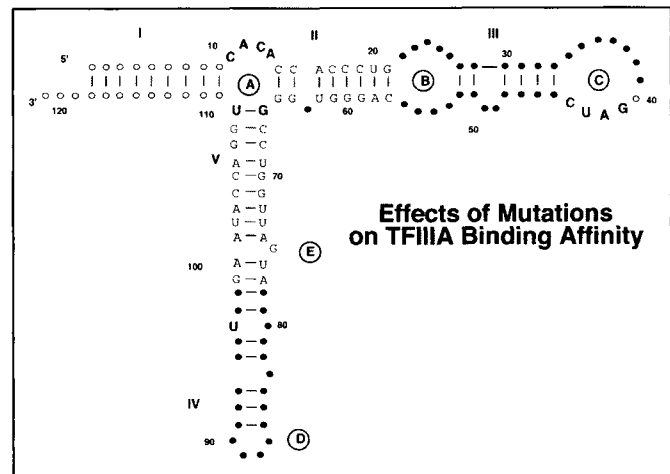 I II III
5' 10 C A C A C C A C C C U G 20 30
3' 120 110 A G G U G G G A C 60 B 50 C C U A G 40
U G
G C
G C
V A U
C G 70
C G
A U
U U
A A
G E
100 A U
G A
U 80
IV
90 D
Effects of Mutations
on TFIIIA Binding Affinity